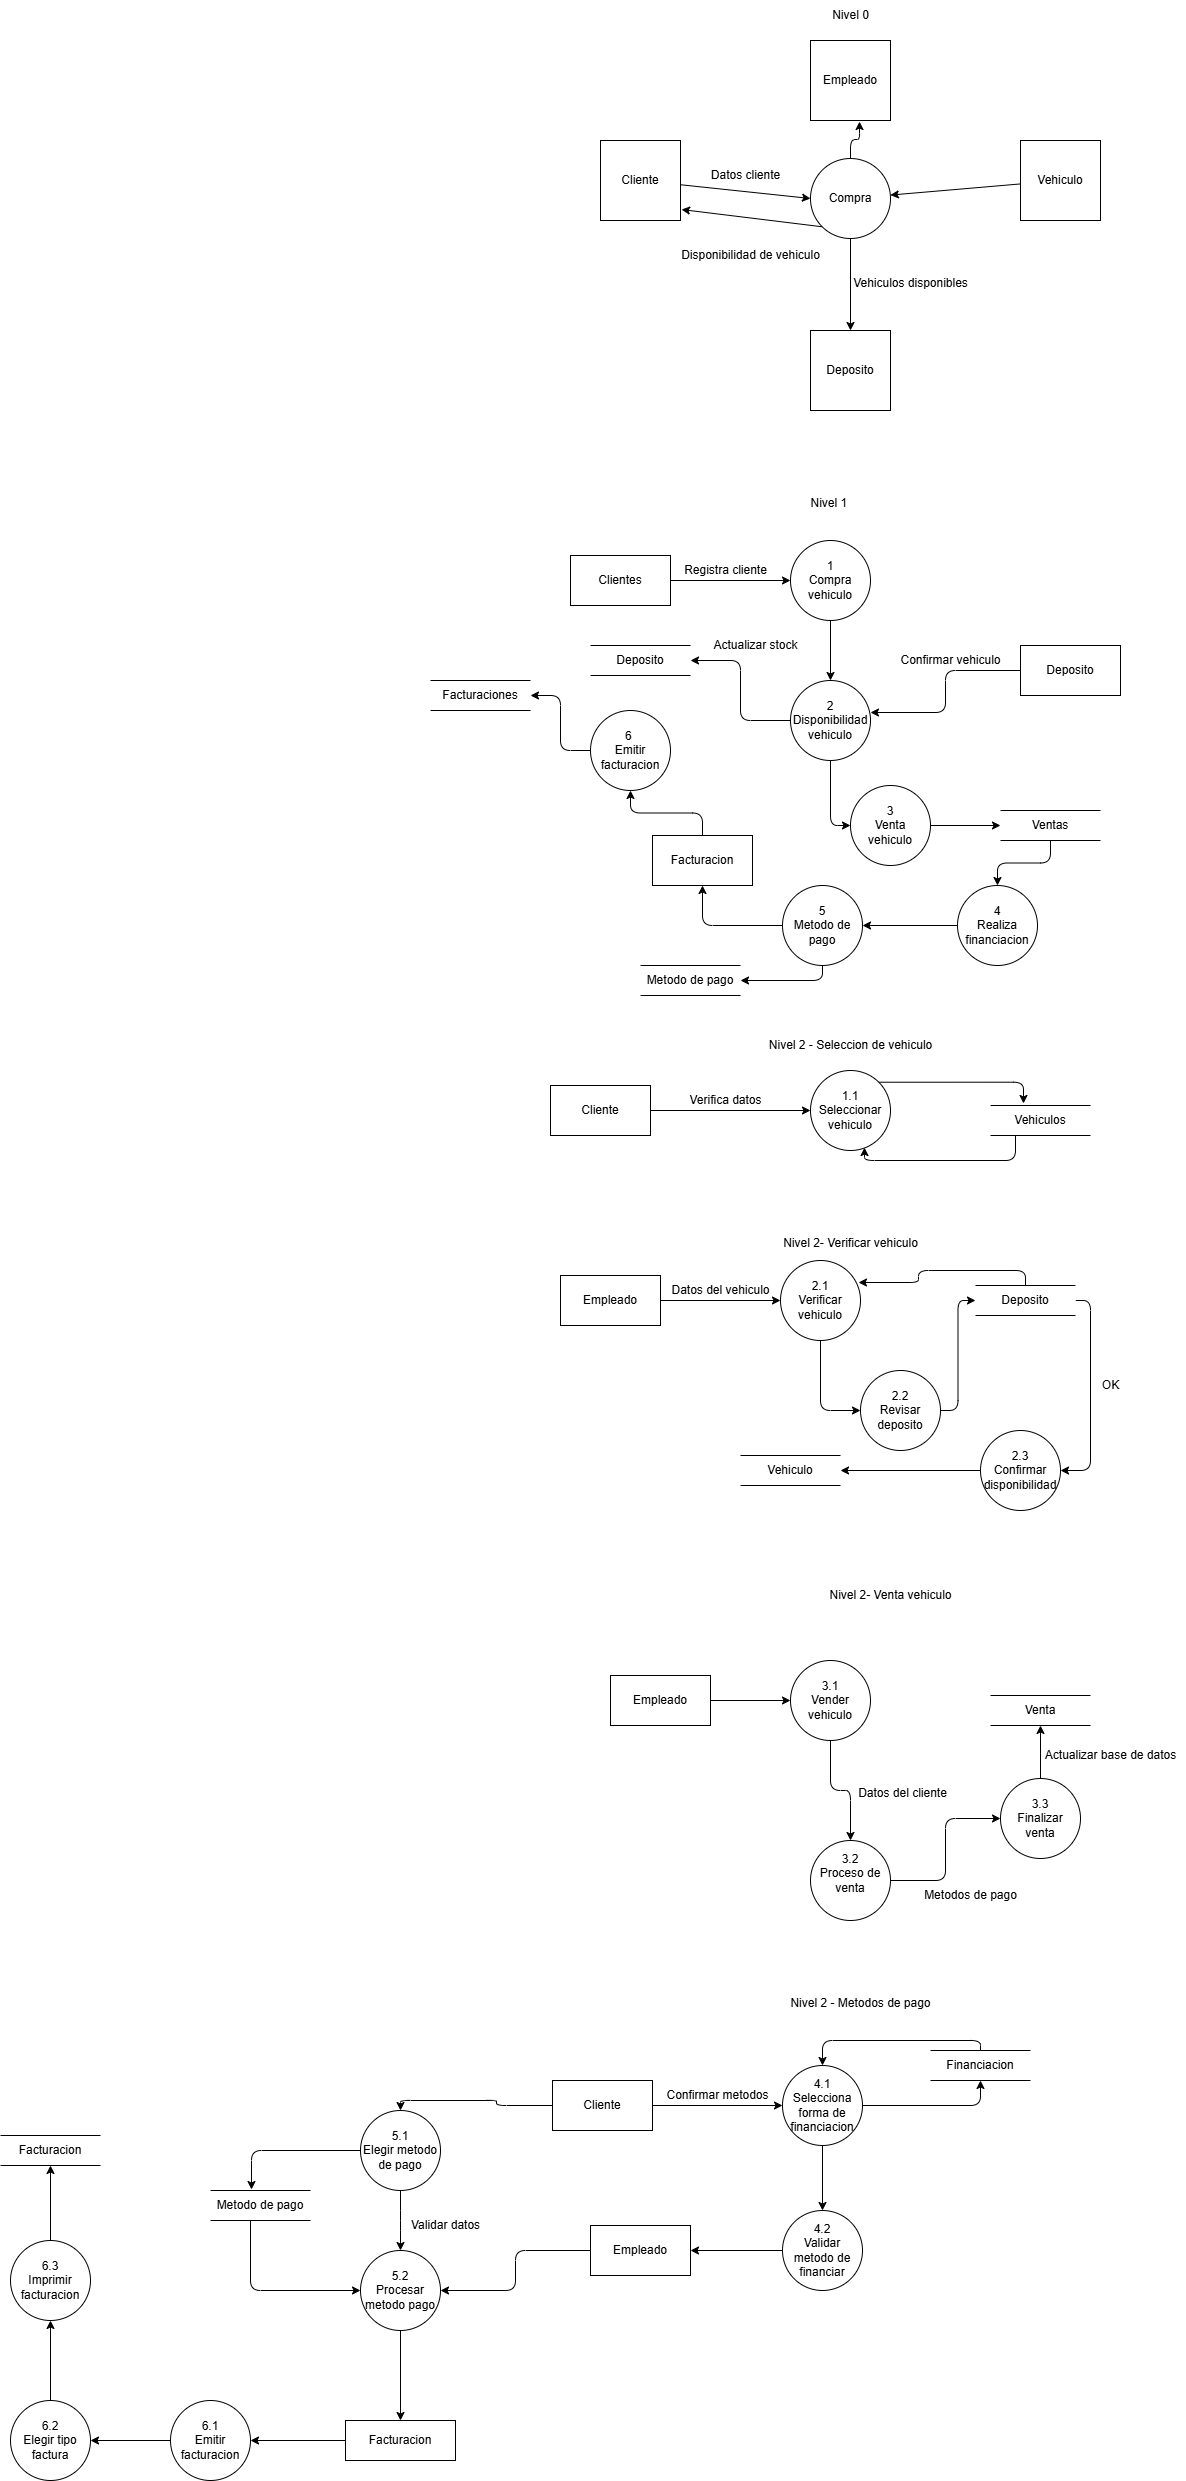 Nivel 0
Empleado
Cliente
Datos cliente
Compra
Vehiculo
Disponibilidad de vehiculo
Vehiculos disponibles
Deposito
Nivel 1
Clientes
Registra cliente
1
Compra
vehiculo
Deposito
Actualizar stock
Confirmar vehiculo
Deposito
Facturaciones
2
Disponibilidad
vehiculo
6
Emitir
facturacion
3
Venta
vehiculo
Ventas
Facturacion
5
Metodo de
pago
4
Realiza
financiacion
Metodo de pago
Nivel 2 - Seleccion de vehiculo
Cliente
Verifica datos
1.1
Seleccionar
vehiculo
Vehiculos
Nivel 2- Verificar vehiculo
Empleado
Datos del vehiculo
2.1
Verificar
vehiculo
Deposito
OK
2.2
Revisar
deposito
Vehiculo
2.3
Confirmar
disponibilidad
Nivel 2- Venta vehiculo
Empleado
3.1
Vender
vehiculo
Venta
Actualizar base de datos
Datos del cliente
3.3
Finalizar
venta
3.2
Proceso de
venta
Metodos de pago
Nivel 2 - Metodos de pago
Financiacion
Cliente
Confirmar metodos
4.1
Selecciona
forma de
financiacion
5.1
Elegir metodo
de pago
Facturacion
Metodo de pago
Validar datos
Empleado
4.2
Validar
metodo de
financiar
6.3
Imprimir
facturacion
5.2
Procesar
metodo pago
6.2
Elegir tipo
factura
6.1
Emitir
facturacion
Facturacion